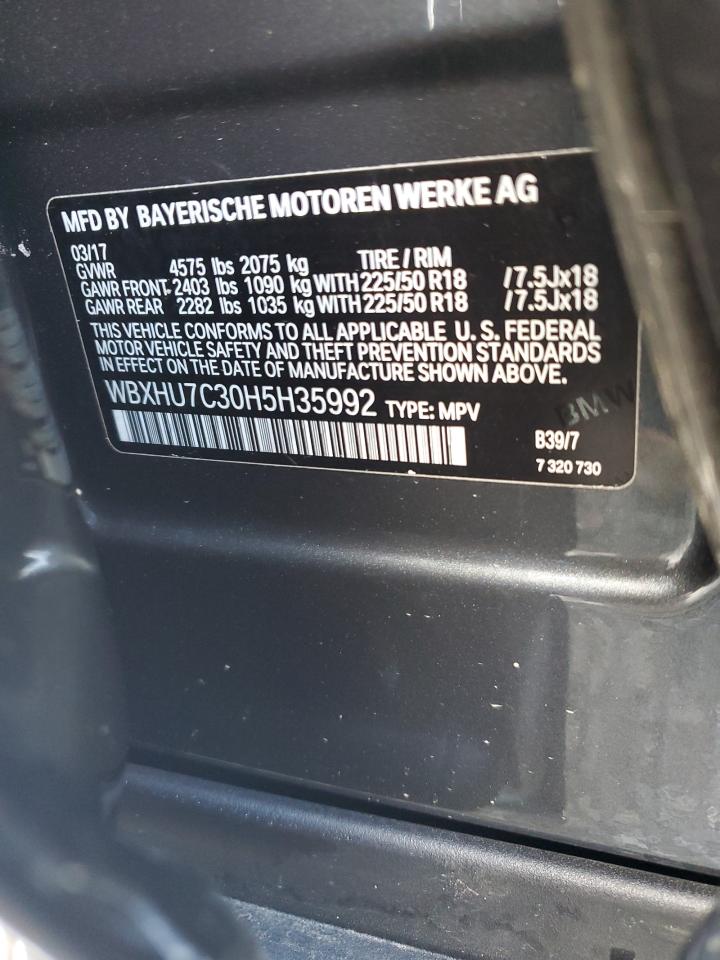 MFD BY BAYERISCHE MOTOREN WERKE AG
03/17
GVWR 4575 lbs 2075 kg TIRE / RIM
GAWR FRONT 2403 lbs 1090 kg WITH 225/50 R18 /7.5Jx18
GAWR REAR 2282 lbs 1035 kg WITH 225/50 R18 /7.5Jx18
THIS VEHICLE CONFORMS TO ALL APPLICABLE U. S. FEDERAL
MOTOR VEHICLE SAFETY AND THEFT PREVENTION STANDARDS
IN EFFECT ON THE DATE OF MANUFACTURE SHOWN ABOVE.
WBXHU7C30H5H35992 TYPE: MPV
BMW
B39/7
7 320 730